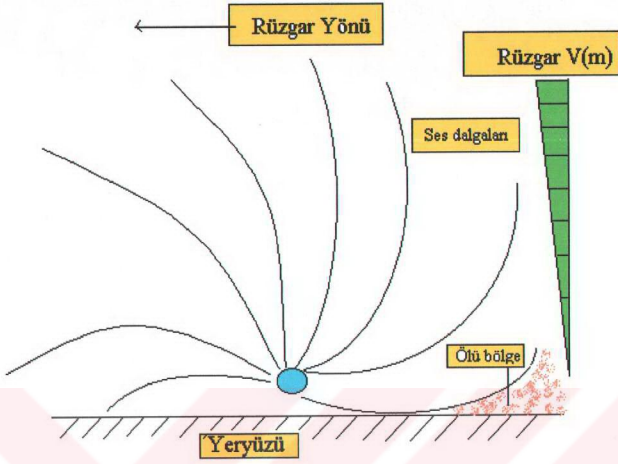 Rüzgar Yönü
Rüzgar V(m)
Ses dalgaları
Ölü bölge
Yeryüzü